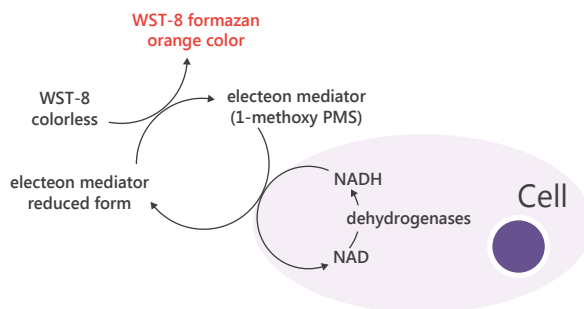 WST-8 formazan
orange color
WST-8
colorless
electeon mediator
(1-methoxy PMS)
electeon mediator
reduced form
NADH
dehydrogenases
NAD
Cell